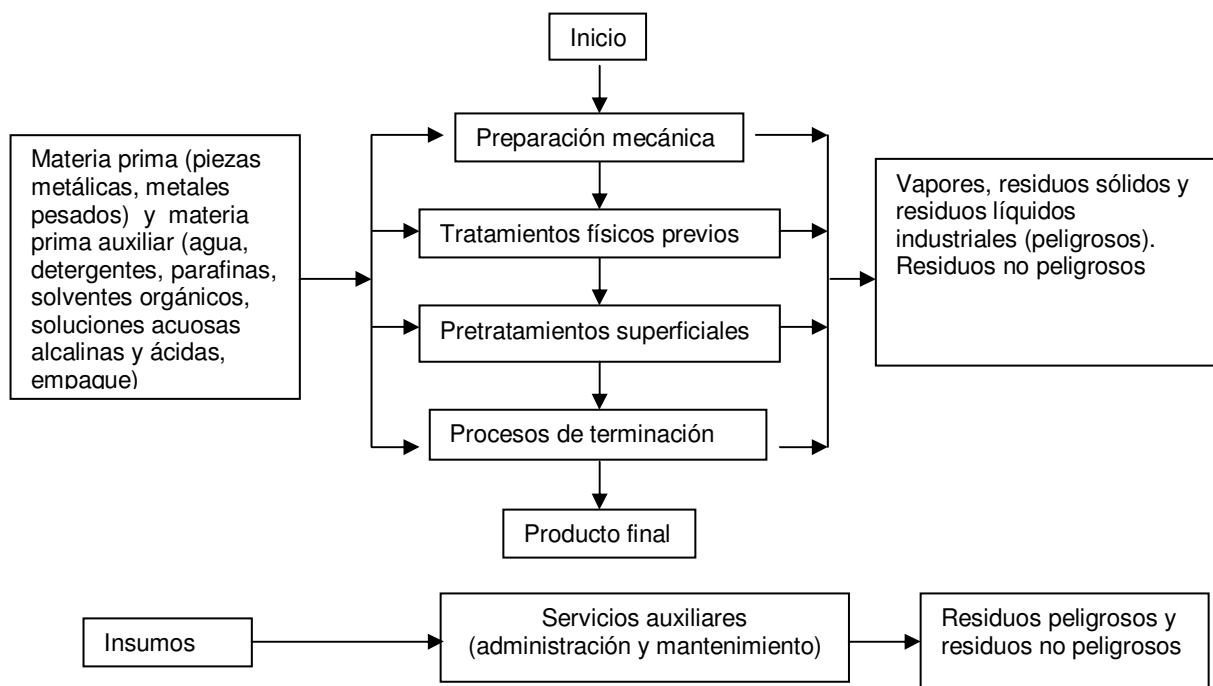 Inicio
Preparación mecánica
Materia prima (piezas
metálicas, metales
pesados) y materia
prima auxiliar (agua,
detergentes, parafinas,
solventes orgánicos,
soluciones acuosas
alcalinas y ácidas,
empaque)
Vapores, residuos sólidos y
residuos líquidos
industriales (peligrosos).
Residuos no peligrosos
Tratamientos físicos previos
Pretratamientos superficiales
Procesos de terminación
Producto final
Insumos
Servicios auxiliares
(administración y mantenimiento)
Residuos peligrosos y
residuos no peligrosos